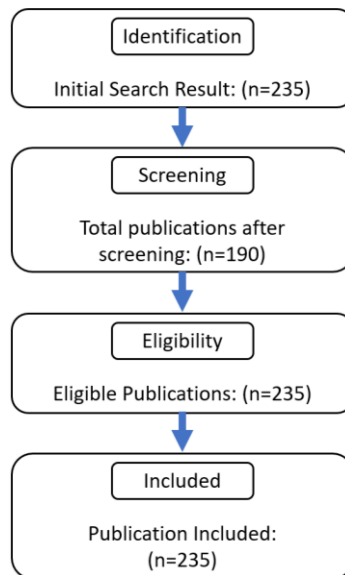 Identification
Initial Search Result: (n=235)
Screening
Total publications after
screening: (n=190)
Eligibility
Eligible Publications: (n=235)
Included
Publication Included:
(n=235)